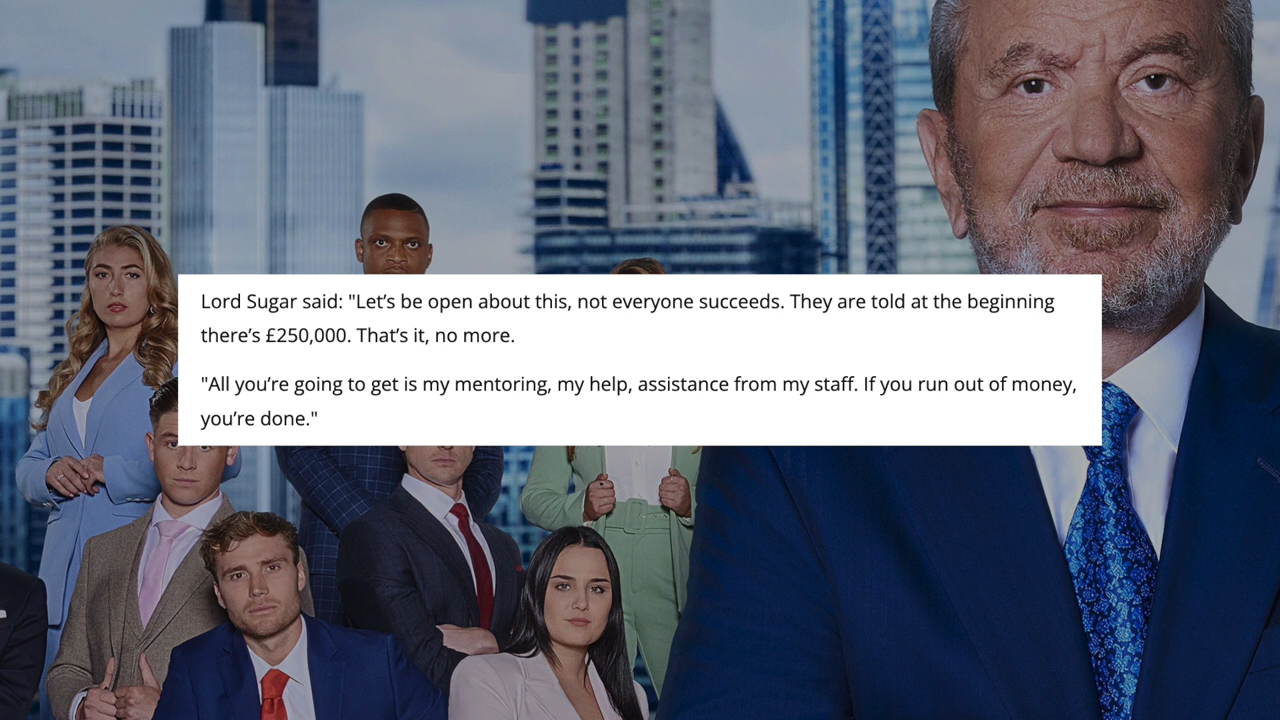 Lord Sugar said: "Let’s be open about this, not everyone succeeds. They are told at the beginning
there’s £250,000. That’s it, no more.
"All you’re going to get is my mentoring, my help, assistance from my staff. If you run out of money,
you’re done."